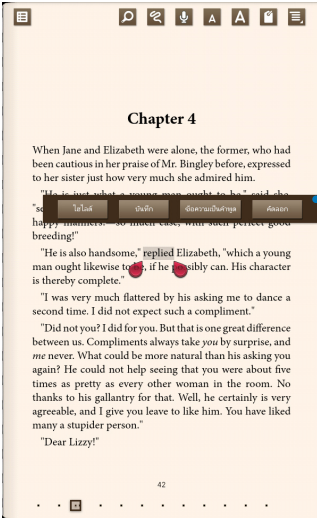 A A
Chapter 4
When Jane and Elizabeth were alone, the former, who had
been cautious in her praise of Mr. Bingley before, expressed
to her sister just how very much she admired him.
"He is just what a young man ought to be," said she,
ไฮไลต์ บันทึก ข้อความเป็นคำพูด คัดลอก
happy manners!—so much ease, with such perfect good
breeding!"
"He is also handsome," replied Elizabeth, "which a young
man ought likewise to be, if he possibly can. His character
is thereby complete."
"I was very much flattered by his asking me to dance a
second time. I did not expect such a compliment."
"Did not you? I did for you. But that is one great difference
between us. Compliments always take you by surprise, and
me never. What could be more natural than his asking you
again? He could not help seeing that you were about five
times as pretty as every other woman in the room. No
thanks to his gallantry for that. Well, he certainly is very
agreeable, and I give you leave to like him. You have liked
many a stupider person."
"Dear Lizzy!"
42